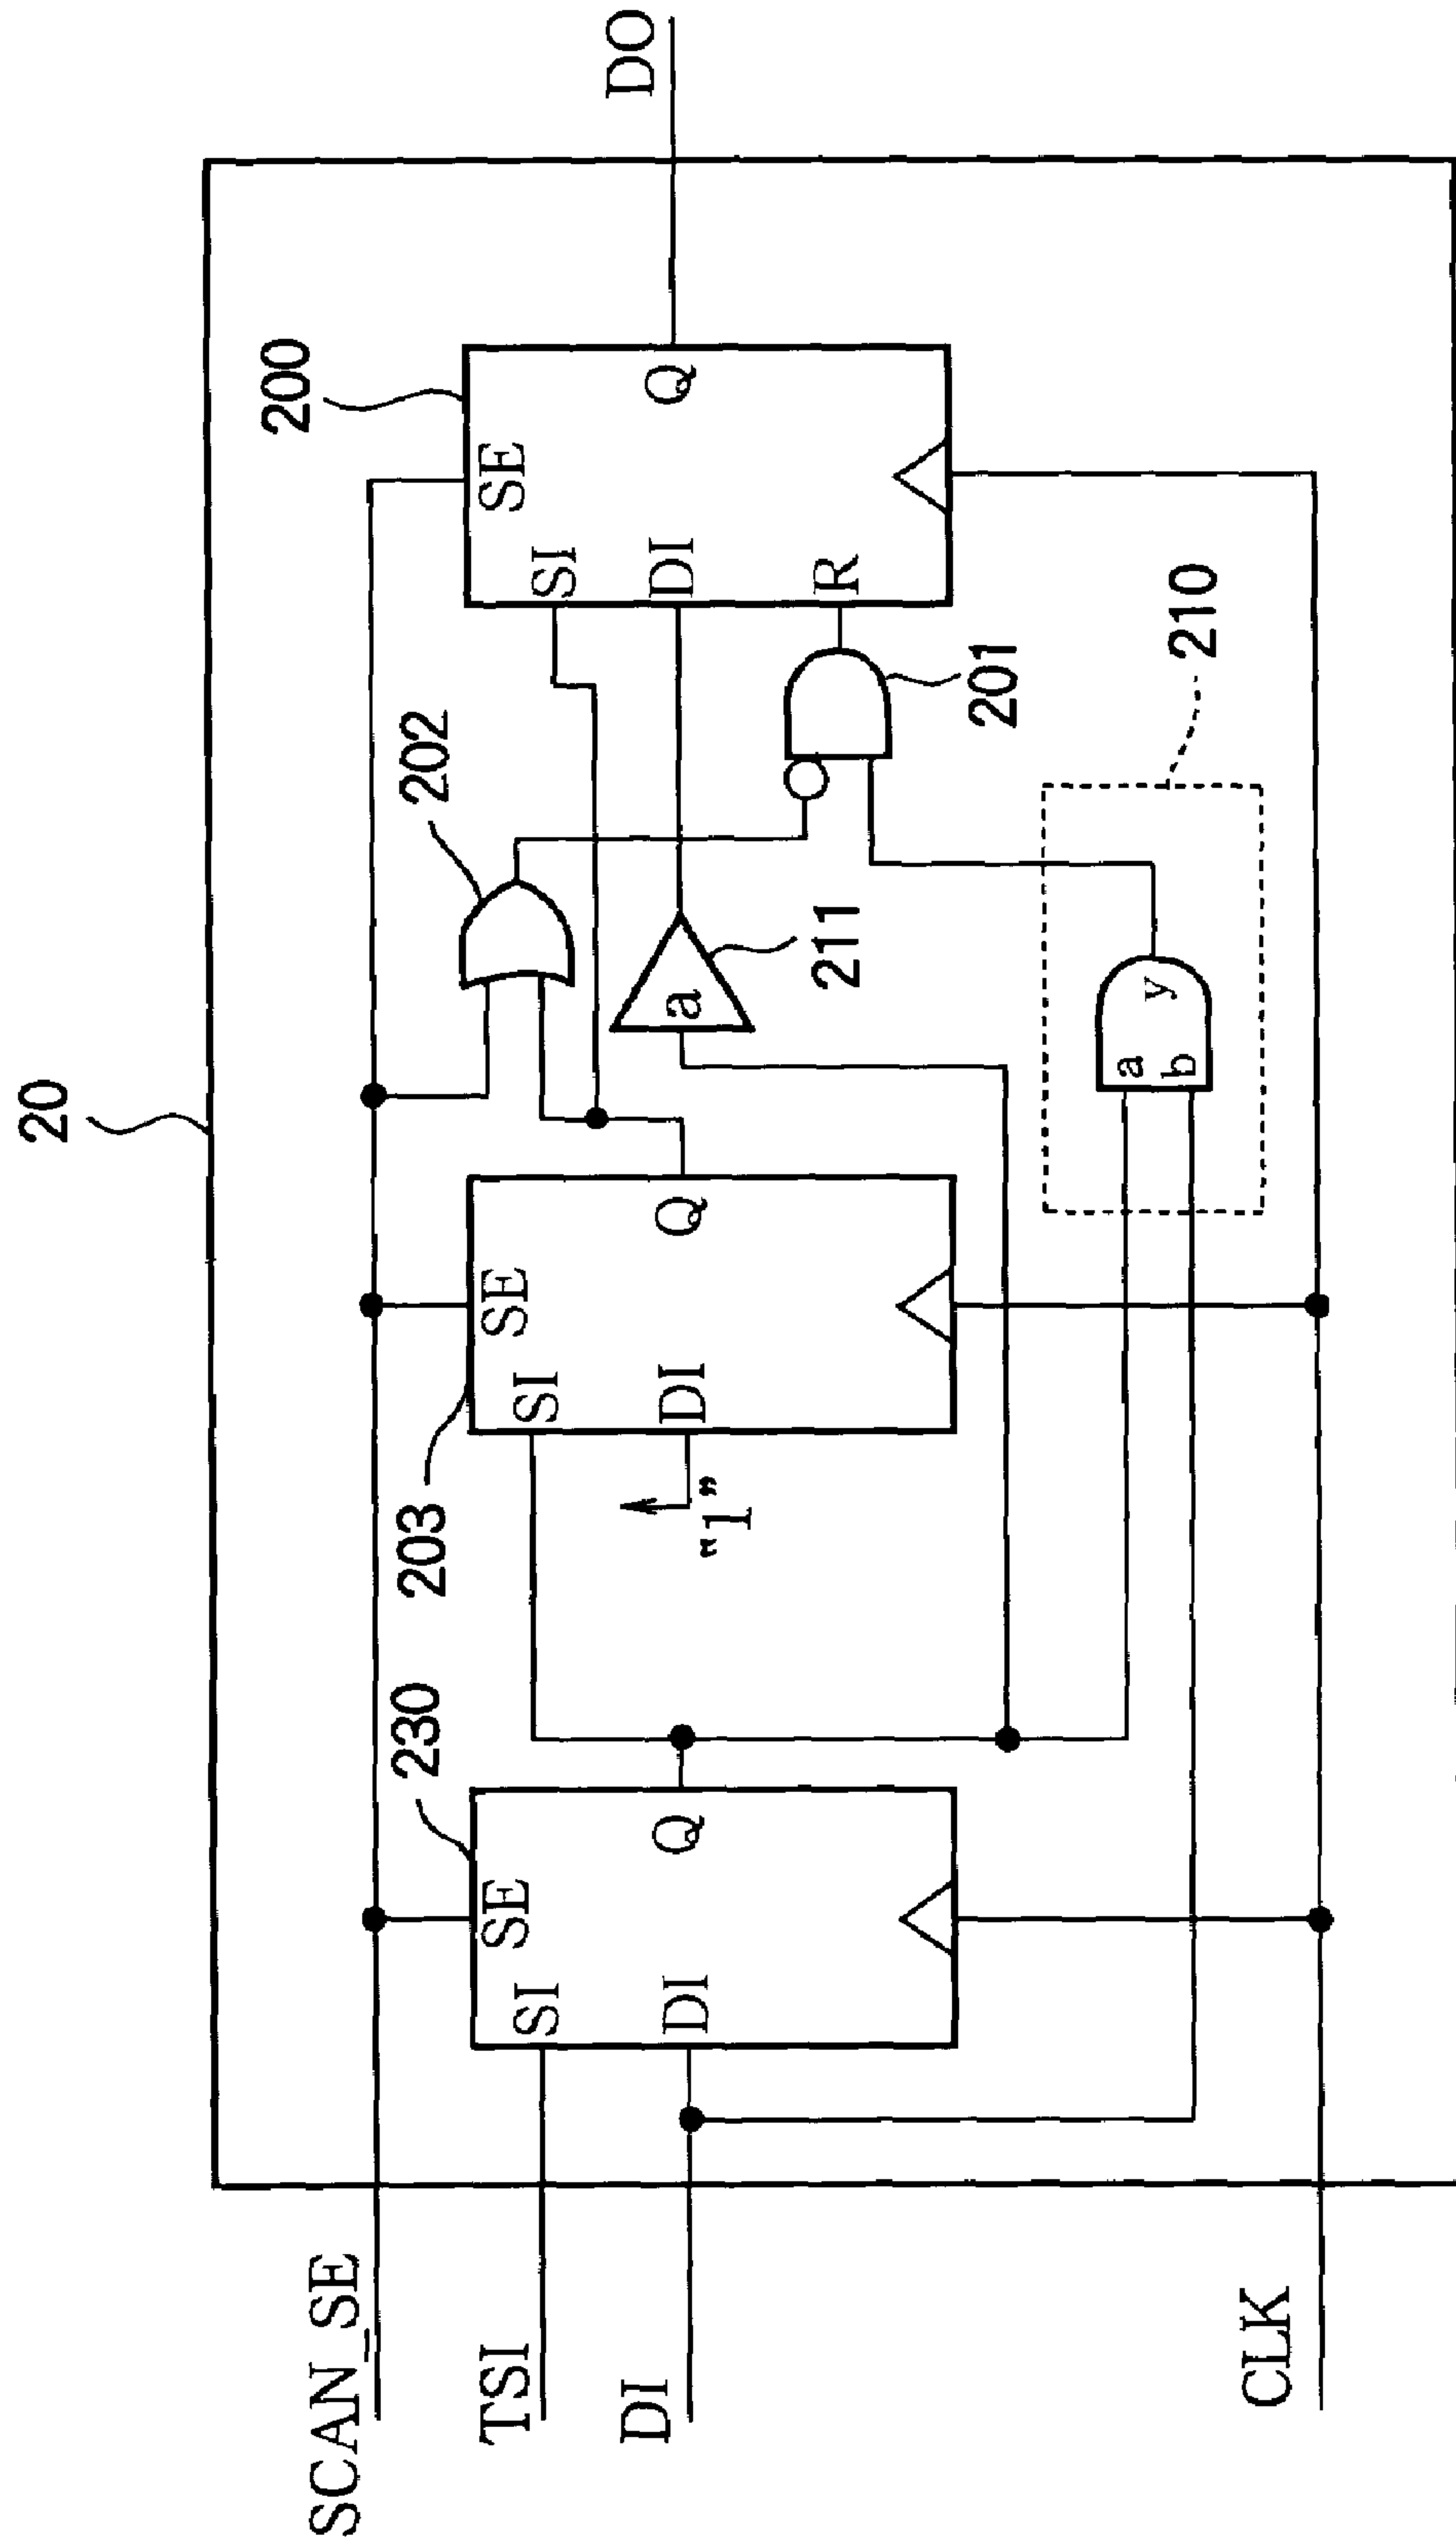 20
SCAN_SE
TSI
DI
CLK
DO
230
SE
SI
DI
Q
203
SE
SI
DI
Q
"1"
202
211
a
201
210
a
b
y
200
SE
SI
DI
R
Q